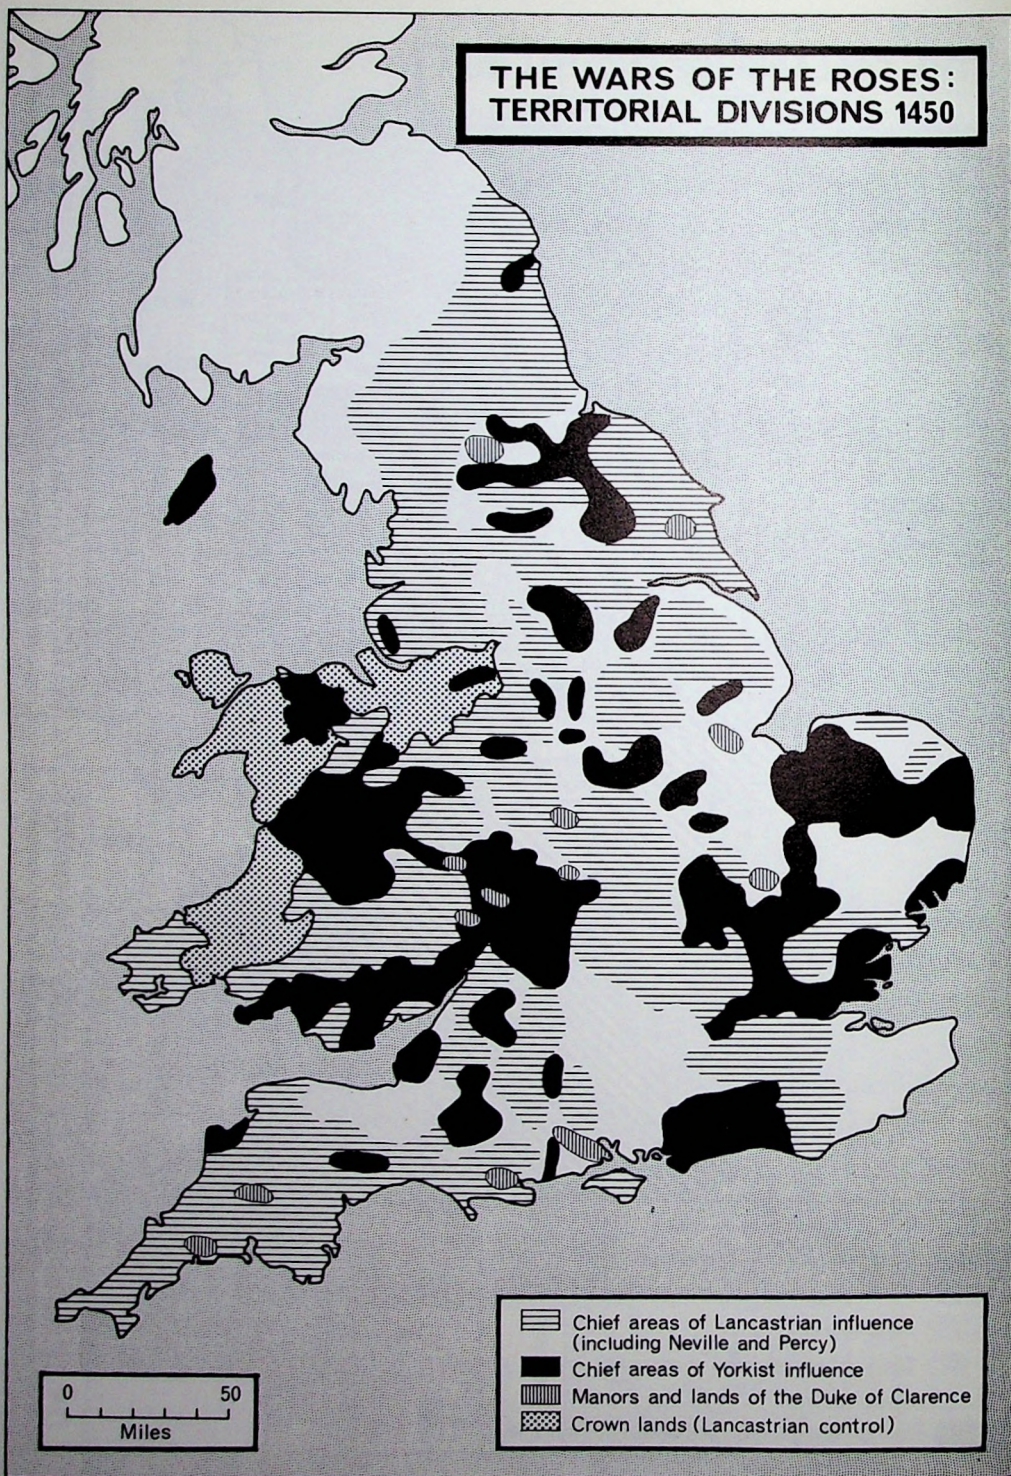 THE WARS OF THE ROSES:
TERRITORIAL DIVISIONS 1450
Chief areas of Lancastrian influence
(including Neville and Percy)
Chief areas of Yorkist influence
Manors and lands of the Duke of Clarence
Crown lands (Lancastrian control)
0 50
Miles